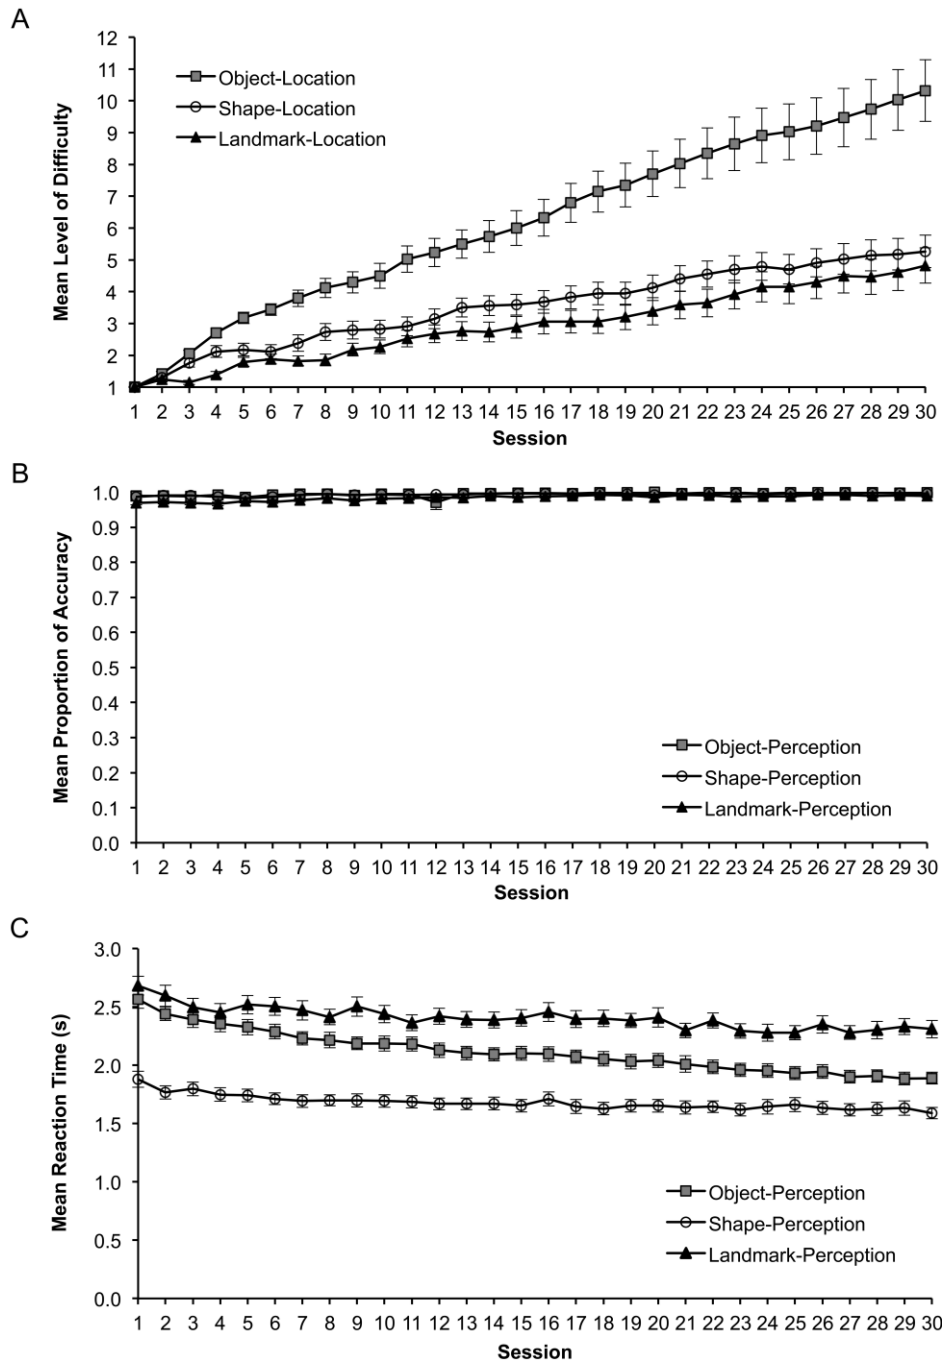 A
Mean Level of Difficulty
12
11
10
9
8
7
6
5
4
3
2
1
Object-Location
Shape-Location
Landmark-Location
1 2 3 4 5 6 7 8 9 10 11 12 13 14 15 16 17 18 19 20 21 22 23 24 25 26 27 28 29 30
Session
B
Mean Proportion of Accuracy
1.0
0.9
0.8
0.7
0.6
0.5
0.4
0.3
0.2
0.1
0.0
Object-Perception
Shape-Perception
Landmark-Perception
1 2 3 4 5 6 7 8 9 10 11 12 13 14 15 16 17 18 19 20 21 22 23 24 25 26 27 28 29 30
Session
C
Mean Reaction Time (s)
3.0
2.5
2.0
1.5
1.0
0.5
0.0
Object-Perception
Shape-Perception
Landmark-Perception
1 2 3 4 5 6 7 8 9 10 11 12 13 14 15 16 17 18 19 20 21 22 23 24 25 26 27 28 29 30
Session